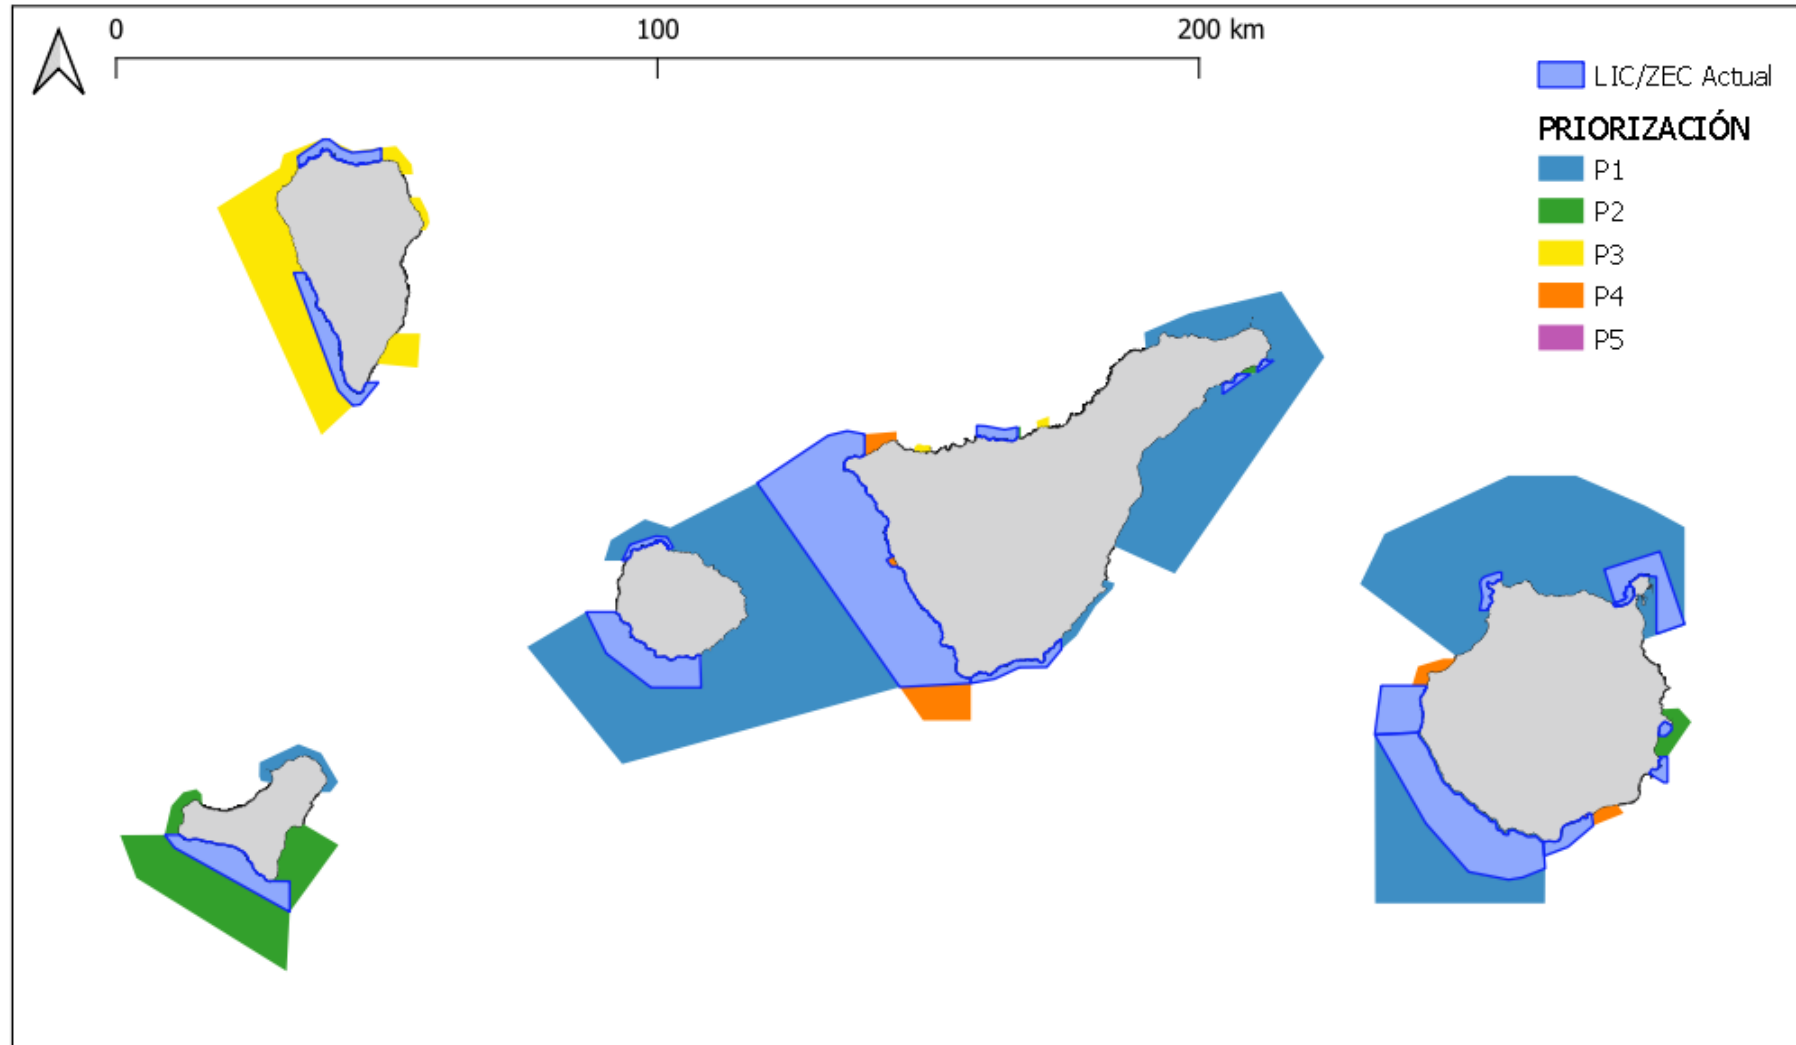 0 100 200 km
LIC/ZEC Actual
PRIORIZACIÓN
P1
P2
P3
P4
P5